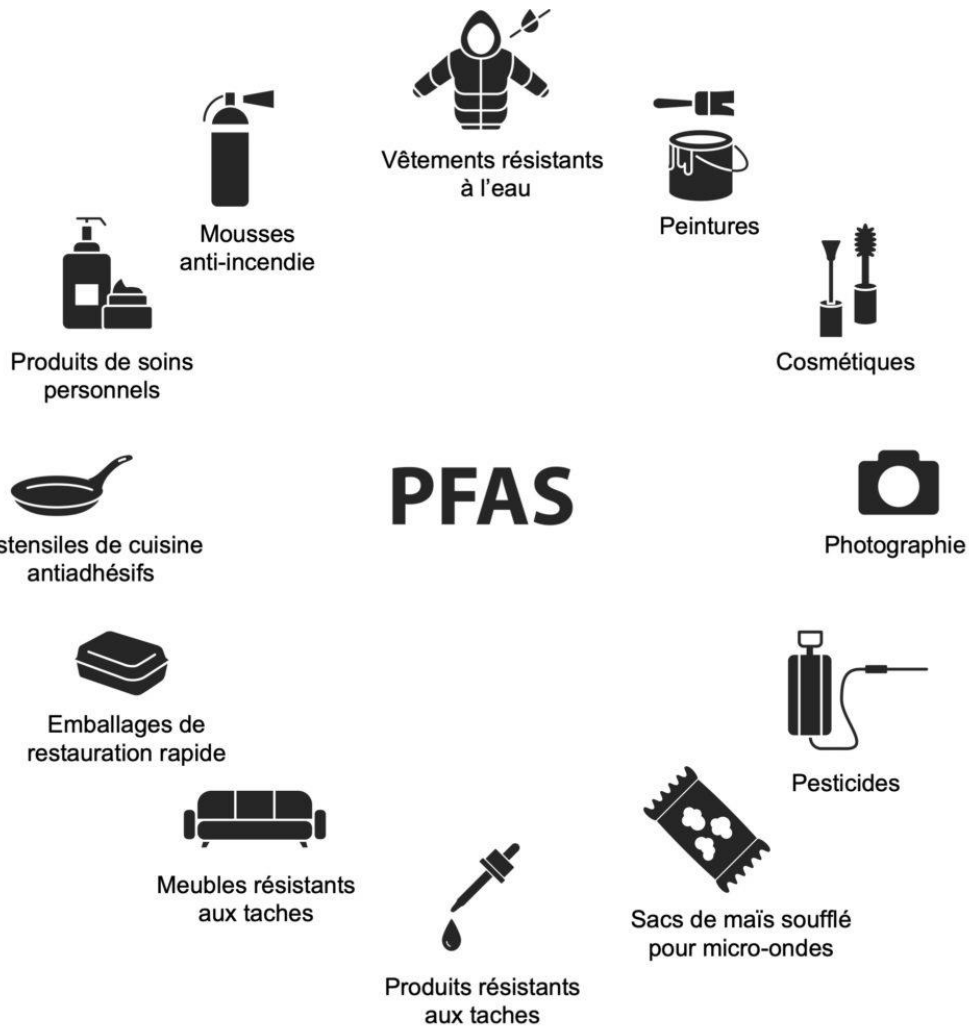 Vêtements résistants
à l’eau
Peintures
Mousses
anti-incendie
Produits de soins
personnels
Cosmétiques
PFAS
stensiles de cuisine
antiadhésifs
Photographie
Emballages de
restauration rapide
Pesticides
Meubles résistants
aux taches
Sacs de maïs soufflé
pour micro-ondes
Produits résistants
aux taches